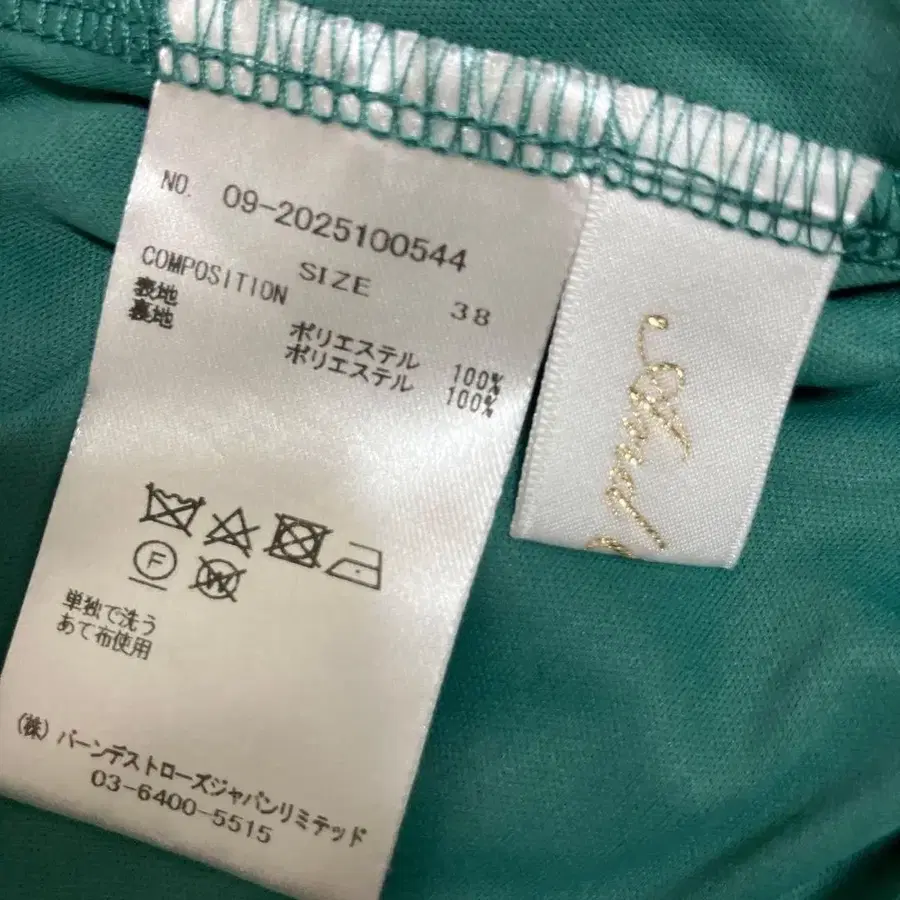 NO. 09-2025100544
SIZE 38
COMPOSITION
表地 ポリエステル 100%
裏地 ポリエステル 100%
F
W
単独で洗う
あて布使用
(株) バーンデストローズジャパンリミテッド
03-6400-5515